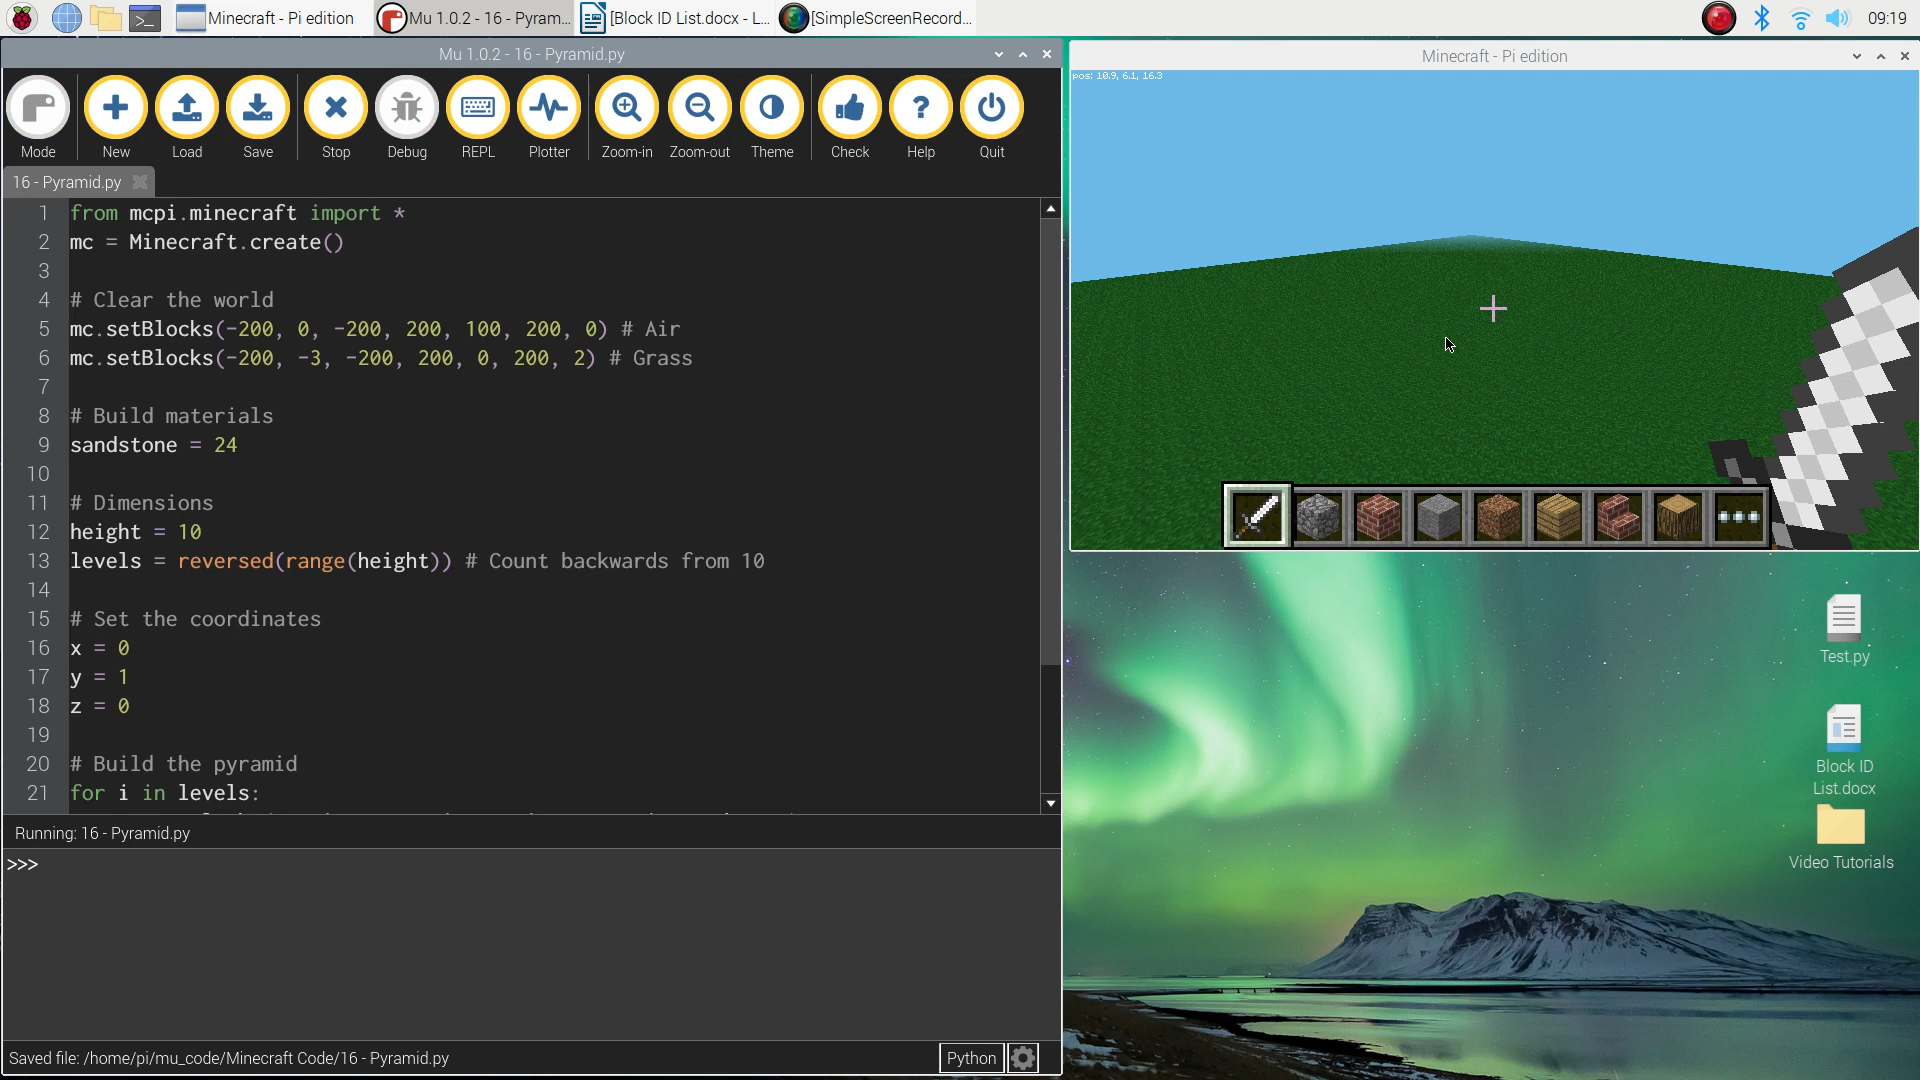 Minecraft - Pi edition
Mu 1.0.2 - 16 - Pyram...
[Block ID List.docx - L...
[SimpleScreenRecord...
09:19
Mu 1.0.2 - 16 - Pyramid.py
Mode
New
Load
Save
Stop
Debug
REPL
Plotter
Zoom-in
Zoom-out
Theme
Check
Help
Quit
16 - Pyramid.py
1 from mcpi.minecraft import *
2 mc = Minecraft.create()
3
4 # Clear the world
5 mc.setBlocks(-200, 0, -200, 200, 100, 200, 0) # Air
6 mc.setBlocks(-200, -3, -200, 200, 0, 200, 2) # Grass
7
8 # Build materials
9 sandstone = 24
10
11 # Dimensions
12 height = 10
13 levels = reversed(range(height)) # Count backwards from 10
14
15 # Set the coordinates
16 x = 0
17 y = 1
18 z = 0
19
20 # Build the pyramid
21 for i in levels:
Running: 16 - Pyramid.py
>>>
Saved file: /home/pi/mu_code/Minecraft Code/16 - Pyramid.py
Python
Minecraft - Pi edition
pos: 10.9, 6.1, 16.3
Test.py
Block ID
List.docx
Video Tutorials